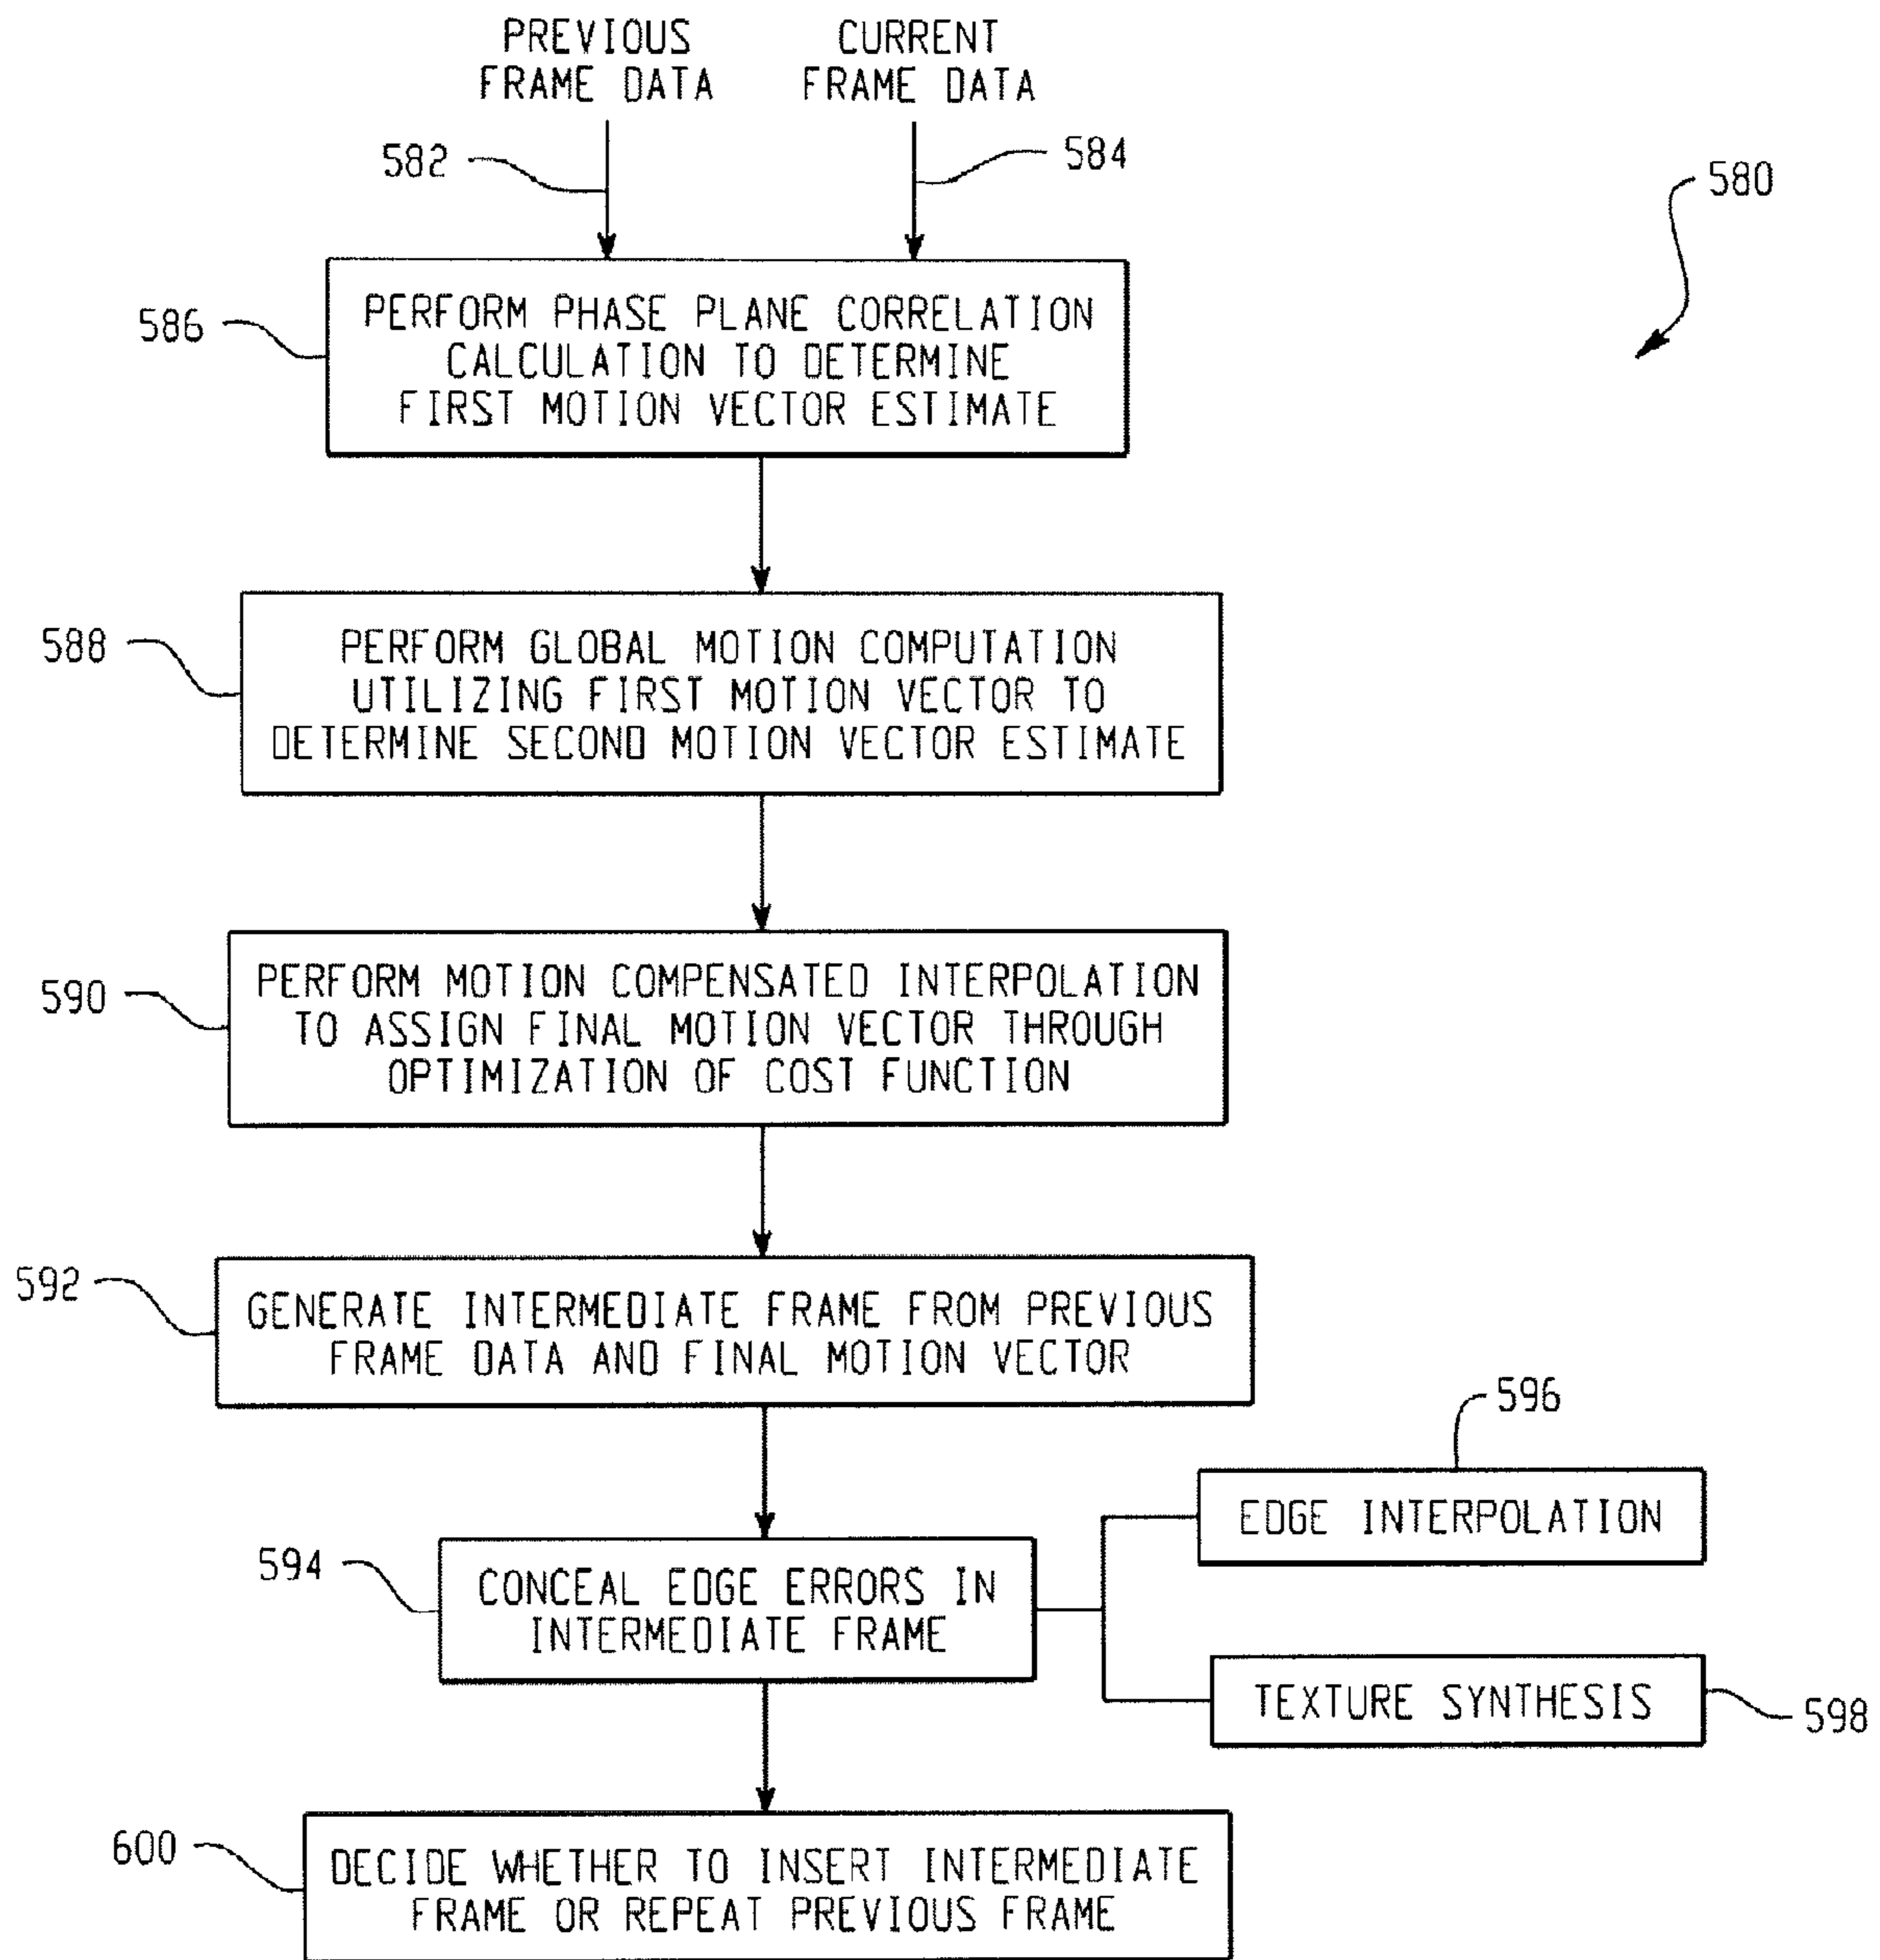 PREVIOUS
FRAME DATA
CURRENT
FRAME DATA
582
584
580
586
PERFORM PHASE PLANE CORRELATION
CALCULATION TO DETERMINE
FIRST MOTION VECTOR ESTIMATE
588
PERFORM GLOBAL MOTION COMPUTATION
UTILIZING FIRST MOTION VECTOR TO
DETERMINE SECOND MOTION VECTOR ESTIMATE
590
PERFORM MOTION COMPENSATED INTERPOLATION
TO ASSIGN FINAL MOTION VECTOR THROUGH
OPTIMIZATION OF COST FUNCTION
592
GENERATE INTERMEDIATE FRAME FROM PREVIOUS
FRAME DATA AND FINAL MOTION VECTOR
596
EDGE INTERPOLATION
594
CONCEAL EDGE ERRORS IN
INTERMEDIATE FRAME
TEXTURE SYNTHESIS
598
600
DECIDE WHETHER TO INSERT INTERMEDIATE
FRAME OR REPEAT PREVIOUS FRAME